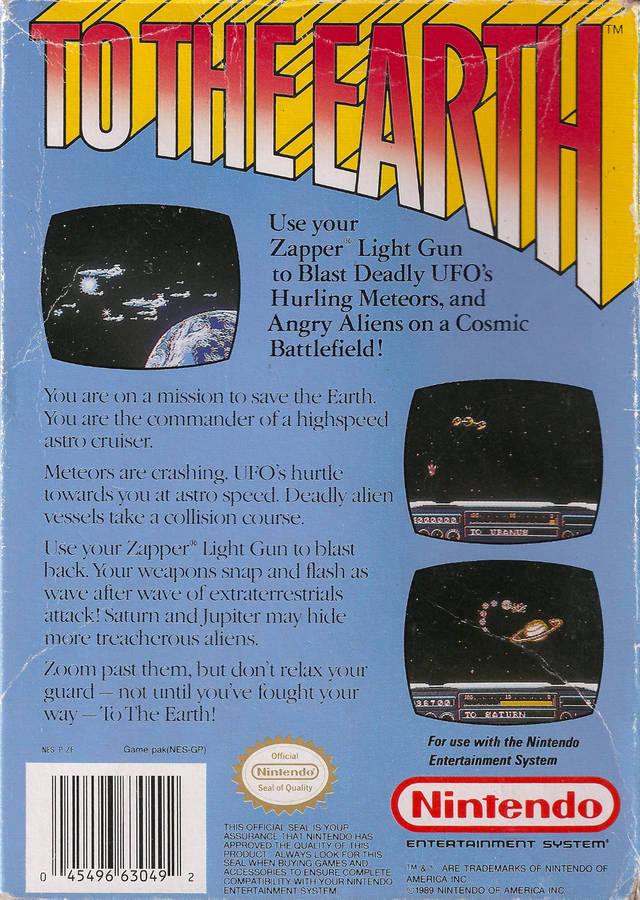 TO THE EARTH™
Use your
Zapper® Light Gun
to Blast Deadly UFO's
Hurling Meteors, and
Angry Aliens on a Cosmic
Battlefield!
You are on a mission to save the Earth.
You are the commander of a highspeed
astro cruiser.
Meteors are crashing. UFO's hurtle
towards you at astro speed. Deadly alien
vessels take a collision course.
Use your Zapper® Light Gun to blast
back. Your weapons snap and flash as
wave after wave of extraterrestrials
attack! Saturn and Jupiter may hide
more treacherous aliens.
Zoom past them, but don't relax your
guard — not until you've fought your
way — To The Earth!
000000
TO URANUS
38700
TO SATURN
For use with the Nintendo
Entertainment System
NES-P-ZE
Game pak(NES-GP)
Official
Nintendo
Seal of Quality
Nintendo®
ENTERTAINMENT SYSTEM®
THIS OFFICIAL SEAL IS YOUR
ASSURANCE THAT NINTENDO HAS
APPROVED THE QUALITY OF THIS
PRODUCT. ALWAYS LOOK FOR THIS
SEAL WHEN BUYING GAMES AND
ACCESSORIES TO ENSURE COMPLETE
COMPATIBILITY WITH YOUR NINTENDO
ENTERTAINMENT SYSTEM
TM & ® ARE TRADEMARKS OF NINTENDO OF
AMERICA INC.
©1989 NINTENDO OF AMERICA INC.
0 45496 63049 2